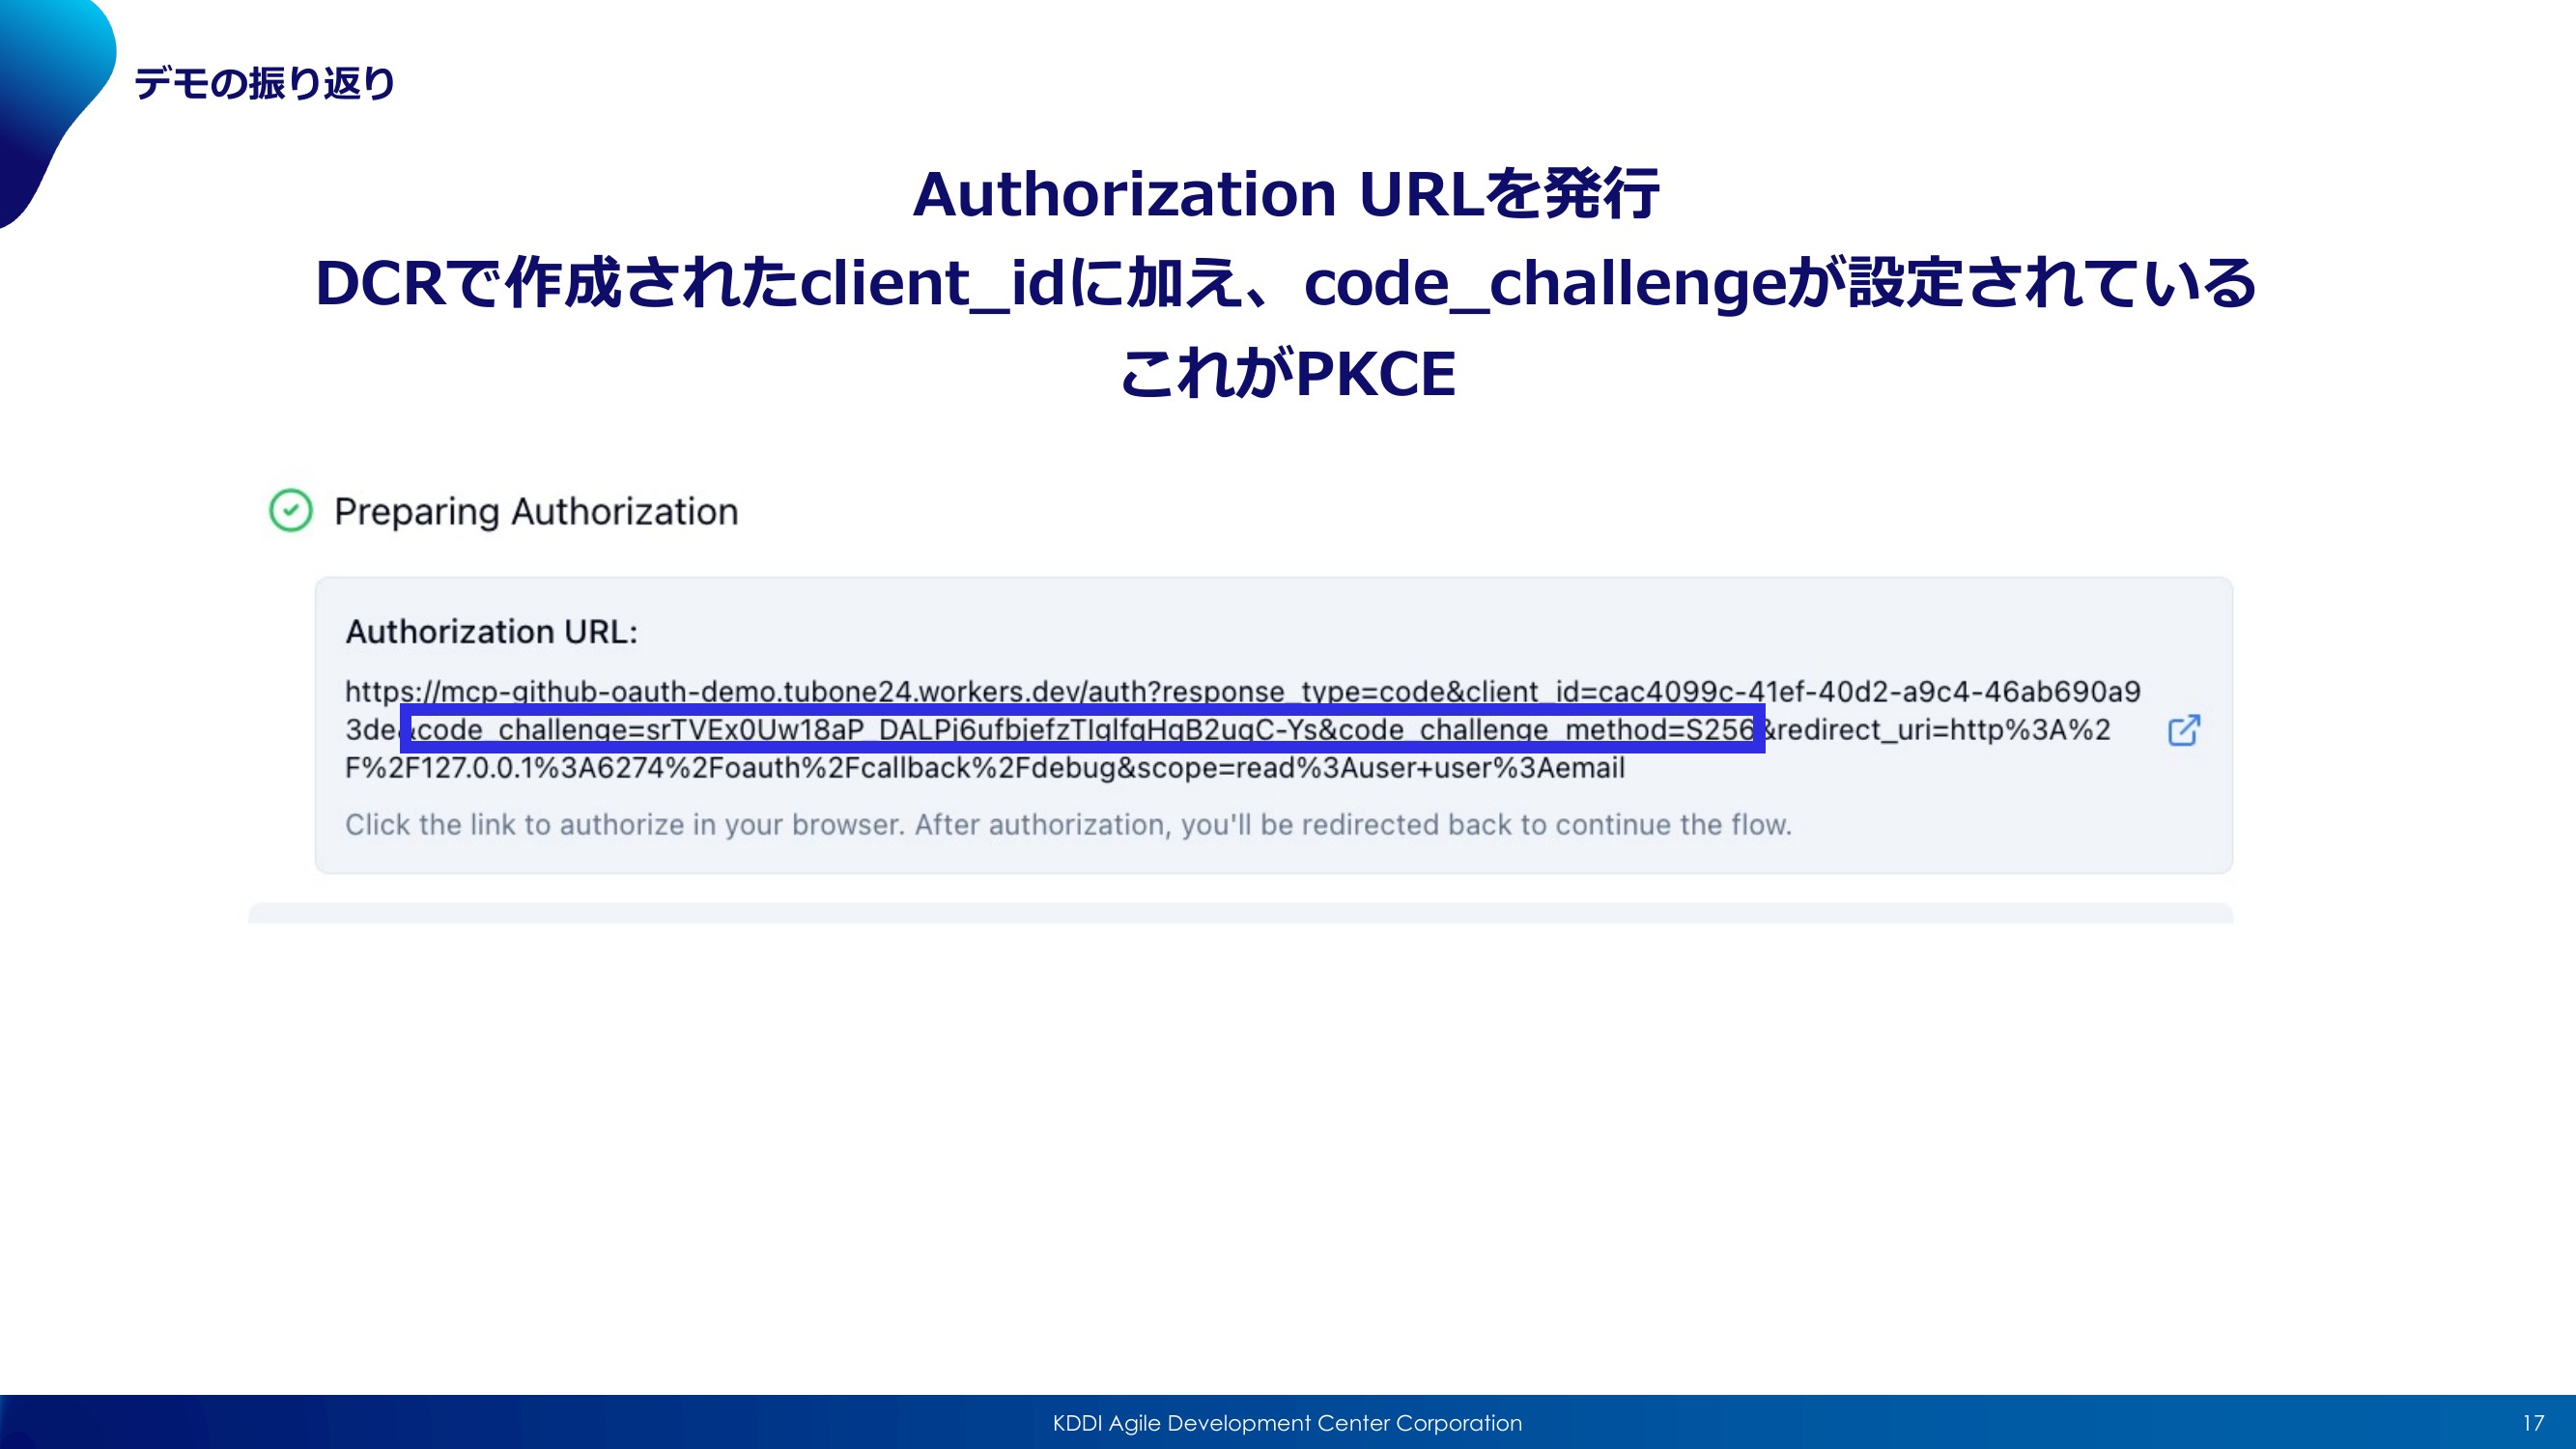 デモの振り返り
Authorization URLを発行
DCRで作成されたclient_idに加え、code_challengeが設定されている
これがPKCE
Preparing Authorization
Authorization URL:
https://mcp-github-oauth-demo.tubone24.workers.dev/auth?response_type=code&client_id=cac4099c-41ef-40d2-a9c4-46ab690a9
3de&code_challenge=srTVEx0Uw18aP_DALPj6ufbjefzTIglfqHqB2uqC-Ys&code_challenge_method=S256&redirect_uri=http%3A%2
F%2F127.0.0.1%3A6274%2Foauth%2Fcallback%2Fdebug&scope=read%3Auser+user%3Aemail
Click the link to authorize in your browser. After authorization, you'll be redirected back to continue the flow.
KDDI Agile Development Center Corporation
17